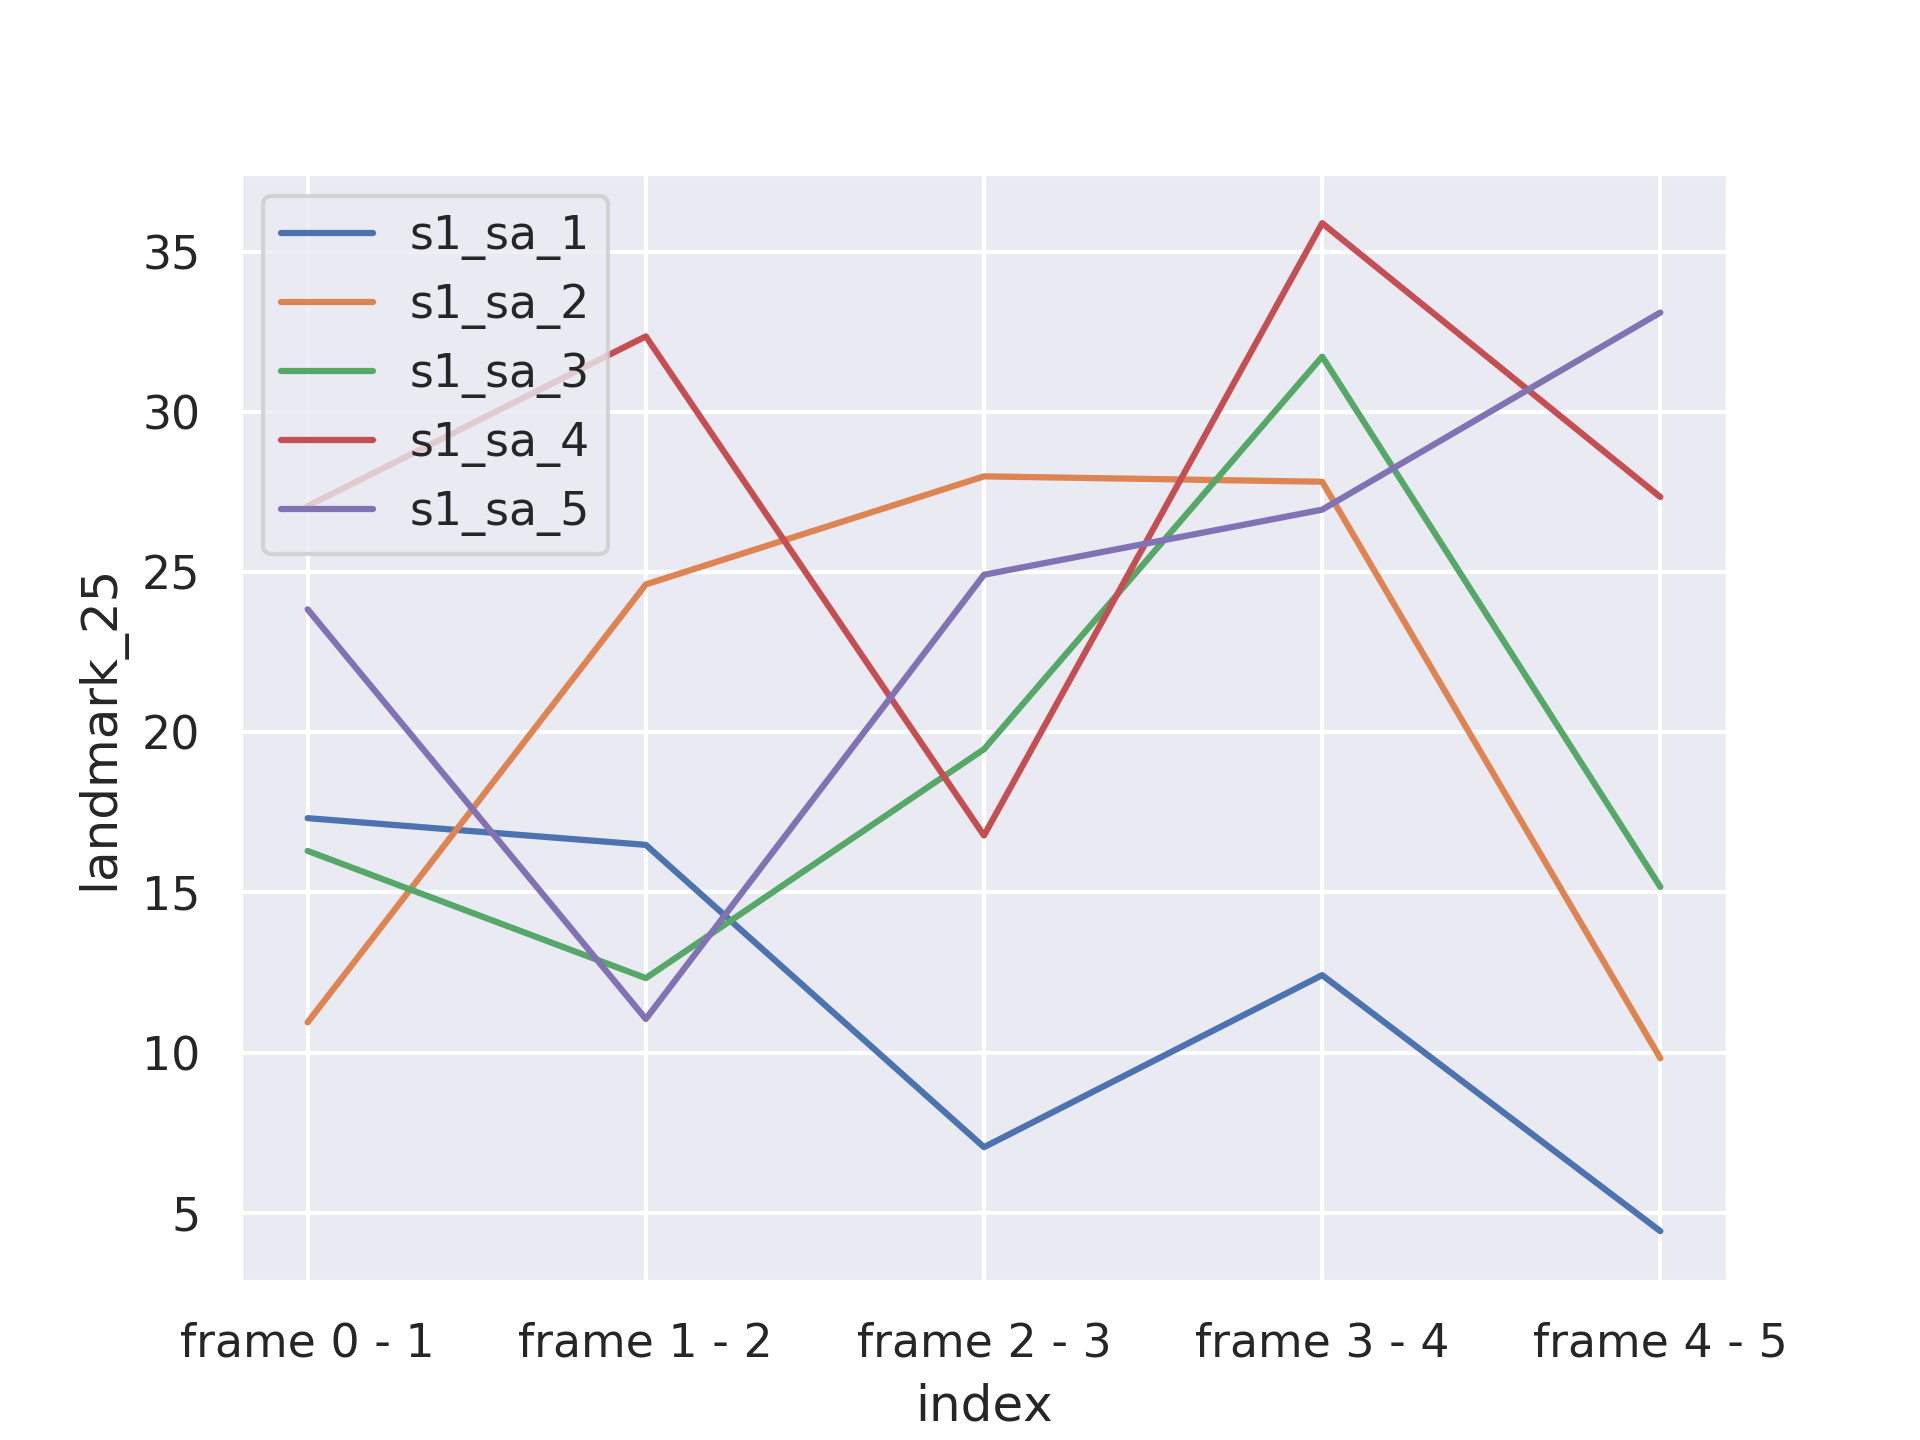 s1_sa_1
s1_sa_2
s1_sa_3
s1_sa_4
s1_sa_5
35
30
25
20
15
10
5
landmark_25
frame 0 - 1
frame 1 - 2
frame 2 - 3
frame 3 - 4
frame 4 - 5
index